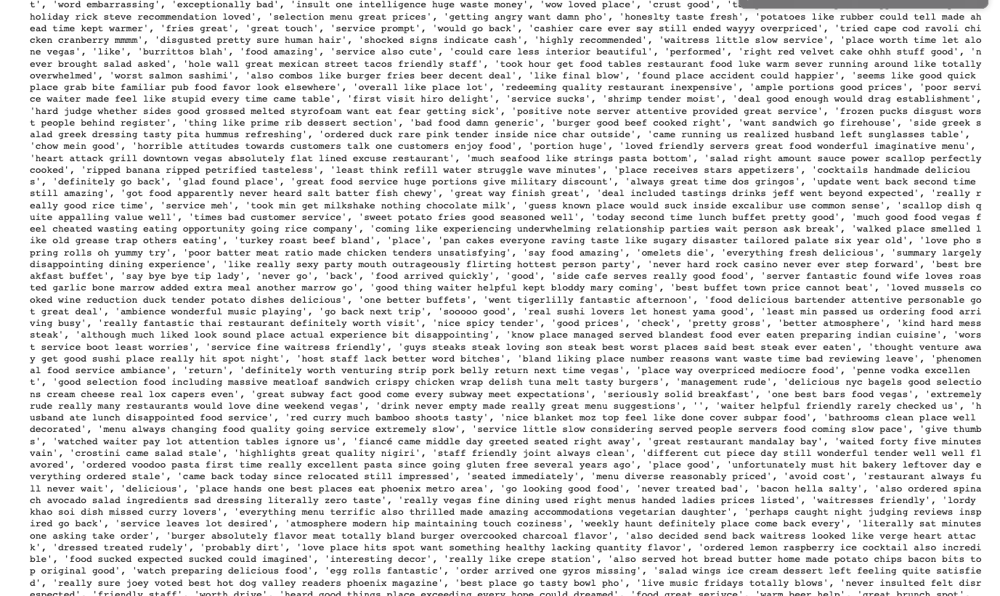 t', 'word embarrassing', 'exceptionally bad', 'insult one intelligence huge waste money', 'wow loved place', 'crust good',
holiday rick steve recommendation loved', 'selection menu great prices', 'getting angry want damn pho', 'honeslty taste fresh', 'potatoes like rubber could tell made ah
ead time kept warmer', 'fries great', 'great touch', 'service prompt', 'would go back', 'cashier care ever say still ended wayyy overpriced', 'tried cape cod ravoli chi
cken cranberry mmmm', 'disgusted pretty sure human hair', 'shocked signs indicate cash', 'highly recommended', 'waitress little slow service', 'place worth time let alo
ne vegas', 'like', 'burrittos blah', 'food amazing', 'service also cute', 'could care less interior beautiful', 'performed', 'right red velvet cake ohhh stuff good', 'n
ever brought salad asked', 'hole wall great mexican street tacos friendly staff', 'took hour get food tables restaurant food luke warm sever running around like totally
overwhelmed', 'worst salmon sashimi', 'also combos like burger fries beer decent deal', 'like final blow', 'found place accident could happier', 'seems like good quick
place grab bite familiar pub food favor look elsewhere', 'overall like place lot', 'redeeming quality restaurant inexpensive', 'ample portions good prices', 'poor servi
ce waiter made feel like stupid every time came table', 'first visit hiro delight', 'service sucks', 'shrimp tender moist', 'deal good enough would drag establishment',
'hard judge whether sides good grossed melted styrofoam want eat fear getting sick', 'positive note server attentive provided great service', 'frozen pucks disgust wors
t people behind register', 'thing like prime rib dessert section', 'bad food damn generic', 'burger good beef cooked right', 'want sandwich go firehouse', 'side greek s
alad greek dressing tasty pita hummus refreshing', 'ordered duck rare pink tender inside nice char outside', 'came running us realized husband left sunglasses table',
'chow mein good', 'horrible attitudes towards customers talk one customers enjoy food', 'portion huge', 'loved friendly servers great food wonderful imaginative menu',
'heart attack grill downtown vegas absolutely flat lined excuse restaurant', 'much seafood like strings pasta bottom', 'salad right amount sauce power scallop perfectly
cooked', 'ripped banana ripped petrified tasteless', 'least think refill water struggle wave minutes', 'place receives stars appetizers', 'cocktails handmade deliciou
s', 'definitely go back', 'glad found place', 'great food service huge portions give military discount', 'always great time dos gringos', 'update went back second time
still amazing', 'got food apparently never heard salt batter fish chewy', 'great way finish great', 'deal included tastings drinks jeff went beyond expected', 'really r
eally good rice time', 'service meh', 'took min get milkshake nothing chocolate milk', 'guess known place would suck inside excalibur use common sense', 'scallop dish q
uite appalling value well', 'times bad customer service', 'sweet potato fries good seasoned well', 'today second time lunch buffet pretty good', 'much good food vegas f
eel cheated wasting eating opportunity going rice company', 'coming like experiencing underwhelming relationship parties wait person ask break', 'walked place smelled l
ike old grease trap others eating', 'turkey roast beef bland', 'place', 'pan cakes everyone raving taste like sugary disaster tailored palate six year old', 'love pho s
pring rolls oh yummy try', 'poor batter meat ratio made chicken tenders unsatisfying', 'say food amazing', 'omelets die', 'everything fresh delicious', 'summary largely
disappointing dining experience', 'like really sexy party mouth outrageously flirting hottest person party', 'never hard rock casino never ever step forward', 'best bre
akfast buffet', 'say bye bye tip lady', 'never go', 'back', 'food arrived quickly', 'good', 'side cafe serves really good food', 'server fantastic found wife loves roas
ted garlic bone marrow added extra meal another marrow go', 'good thing waiter helpful kept bloddy mary coming', 'best buffet town price cannot beat', 'loved mussels co
oked wine reduction duck tender potato dishes delicious', 'one better buffets', 'went tigerlilly fantastic afternoon', 'food delicious bartender attentive personable go
t great deal', 'ambience wonderful music playing', 'go back next trip', 'sooooo good', 'real sushi lovers let honest yama good', 'least min passed us ordering food arri
ving busy', 'really fantastic thai restaurant definitely worth visit', 'nice spicy tender', 'good prices', 'check', 'pretty gross', 'better atmosphere', 'kind hard mess
steak', 'although much liked look sound place actual experience bit disappointing', 'know place managed served blandest food ever eaten preparing indian cuisine', 'wors
t service boot least worries', 'service fine waitress friendly', 'guys steaks steak loving son steak best worst places said best steak ever eaten', 'thought venture awa
y get good sushi place really hit spot night', 'host staff lack better word bitches', 'bland liking place number reasons want waste time bad reviewing leave', 'phenomen
al food service ambiance', 'return', 'definitely worth venturing strip pork belly return next time vegas', 'place way overpriced mediocre food', 'penne vodka excellen
t', 'good selection food including massive meatloaf sandwich crispy chicken wrap delish tuna melt tasty burgers', 'management rude', 'delicious nyc bagels good selectio
ns cream cheese real lox capers even', 'great subway fact good come every subway meet expectations', 'seriously solid breakfast', 'one best bars food vegas', 'extremely
rude really many restaurants would love dine weekend vegas', 'drink never empty made really great menu suggestions', '', 'waiter helpful friendly rarely checked us', 'h
usband ate lunch disappointed food service', 'red curry much bamboo shoots tasty', 'nice blanket moz top feel like done cover subpar food', 'bathrooms clean place well
decorated', 'menu always changing food quality going service extremely slow', 'service little slow considering served people servers food coming slow pace', 'give thumb
s', 'watched waiter pay lot attention tables ignore us', 'fiancé came middle day greeted seated right away', 'great restaurant mandalay bay', 'waited forty five minutes
vain', 'crostini came salad stale', 'highlights great quality nigiri', 'staff friendly joint always clean', 'different cut piece day still wonderful tender well well fl
avored', 'ordered voodoo pasta first time really excellent pasta since going gluten free several years ago', 'place good', 'unfortunately must hit bakery leftover day e
verything ordered stale', 'came back today since relocated still impressed', 'seated immediately', 'menu diverse reasonably priced', 'avoid cost', 'restaurant always fu
ll never wait', 'delicious', 'place hands one best places eat phoenix metro area', 'go looking good food', 'never treated bad', 'bacon hella salty', 'also ordered spina
ch avocado salad ingredients sad dressing literally zero taste', 'really vegas fine dining used right menus handed ladies prices listed', 'waitresses friendly', 'lordy
khao soi dish missed curry lovers', 'everything menu terrific also thrilled made amazing accommodations vegetarian daughter', 'perhaps caught night judging reviews insp
ired go back', 'service leaves lot desired', 'atmosphere modern hip maintaining touch coziness', 'weekly haunt definitely place come back every', 'literally sat minutes
one asking take order', 'burger absolutely flavor meat totally bland burger overcooked charcoal flavor', 'also decided send back waitress looked like verge heart attac
k', 'dressed treated rudely', 'probably dirt', 'love place hits spot want something healthy lacking quantity flavor', 'ordered lemon raspberry ice cocktail also incredi
ble', 'food sucked expected sucked could imagined', 'interesting decor', 'really like crepe station', 'also served hot bread butter home made potato chips bacon bits to
p original good', 'watch preparing delicious food', 'egg rolls fantastic', 'order arrived one gyros missing', 'salad wings ice cream dessert left feeling quite satisfie
d', 'really sure joey voted best hot dog valley readers phoenix magazine', 'best place go tasty bowl pho', 'live music fridays totally blows', 'never insulted felt disr
espected', 'friendly staff', 'worth drive', 'heard good things place exceeding every hope could dreamed', 'food great serivce', 'warm beer help', 'great brunch spot',